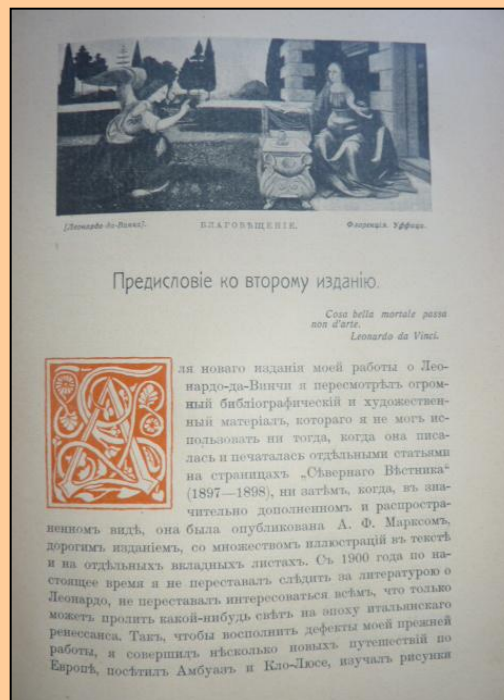 [Леонардо-да-Винчи]. БЛАГОВѢЩЕНІЕ. Флоренція. Уффици.
Предисловіе ко второму изданію.
Cosa bella mortale passa
non d'arte.
Leonardo da Vinci.
Для новаго изданія моей работы о Лео-
нардо-да-Винчи я пересмотрѣлъ огром-
ный библіографическій и художествен-
ный матеріалъ, котораго я не могъ ис-
пользовать ни тогда, когда она писа-
лась и печаталась отдѣльными статьями
на страницахъ „Сѣвернаго Вѣстника“
(1897—1898), ни затѣмъ, когда, въ зна-
чительно дополненномъ и распростра-
ненномъ видѣ, она была опубликована А. Ф. Марксомъ,
дорогимъ изданіемъ, со множествомъ иллюстрацій въ текстѣ
и на отдѣльныхъ вкладныхъ листахъ. Съ 1900 года по на-
стоящее время я не переставалъ слѣдить за литературою о
Леонардо, не переставалъ интересоваться всѣмъ, что только
можетъ пролить какой-нибудь свѣтъ на эпоху итальянскаго
ренессанса. Такъ, чтобы восполнить дефекты моей прежней
работы, я совершилъ нѣсколько новыхъ путешествій по
Европѣ, посѣтилъ Амбуазъ и Кло-Люсе, изучалъ рисунки